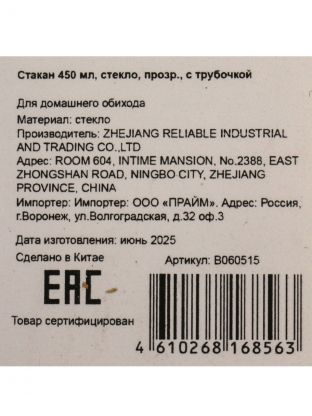 Стакан 450 мл, стекло, прозр., с трубочкой
Для домашнего обихода
Материал: стекло
Производитель: ZHEJIANG RELIABLE INDUSTRIAL
AND TRADING CO.,LTD
Адрес: ROOM 604, INTIME MANSION, No.2388, EAST
ZHONGSHAN ROAD, NINGBO CITY, ZHEJIANG
PROVINCE, CHINA
Импортер: Импортер: ООО «ПРАЙМ». Адрес: Россия,
г.Воронеж, ул.Волгоградская, д.32 оф.3
Дата изготовления: июнь 2025
Сделано в Китае
Артикул: B060515
EAC
Товар сертифицирован
4 610268 168563